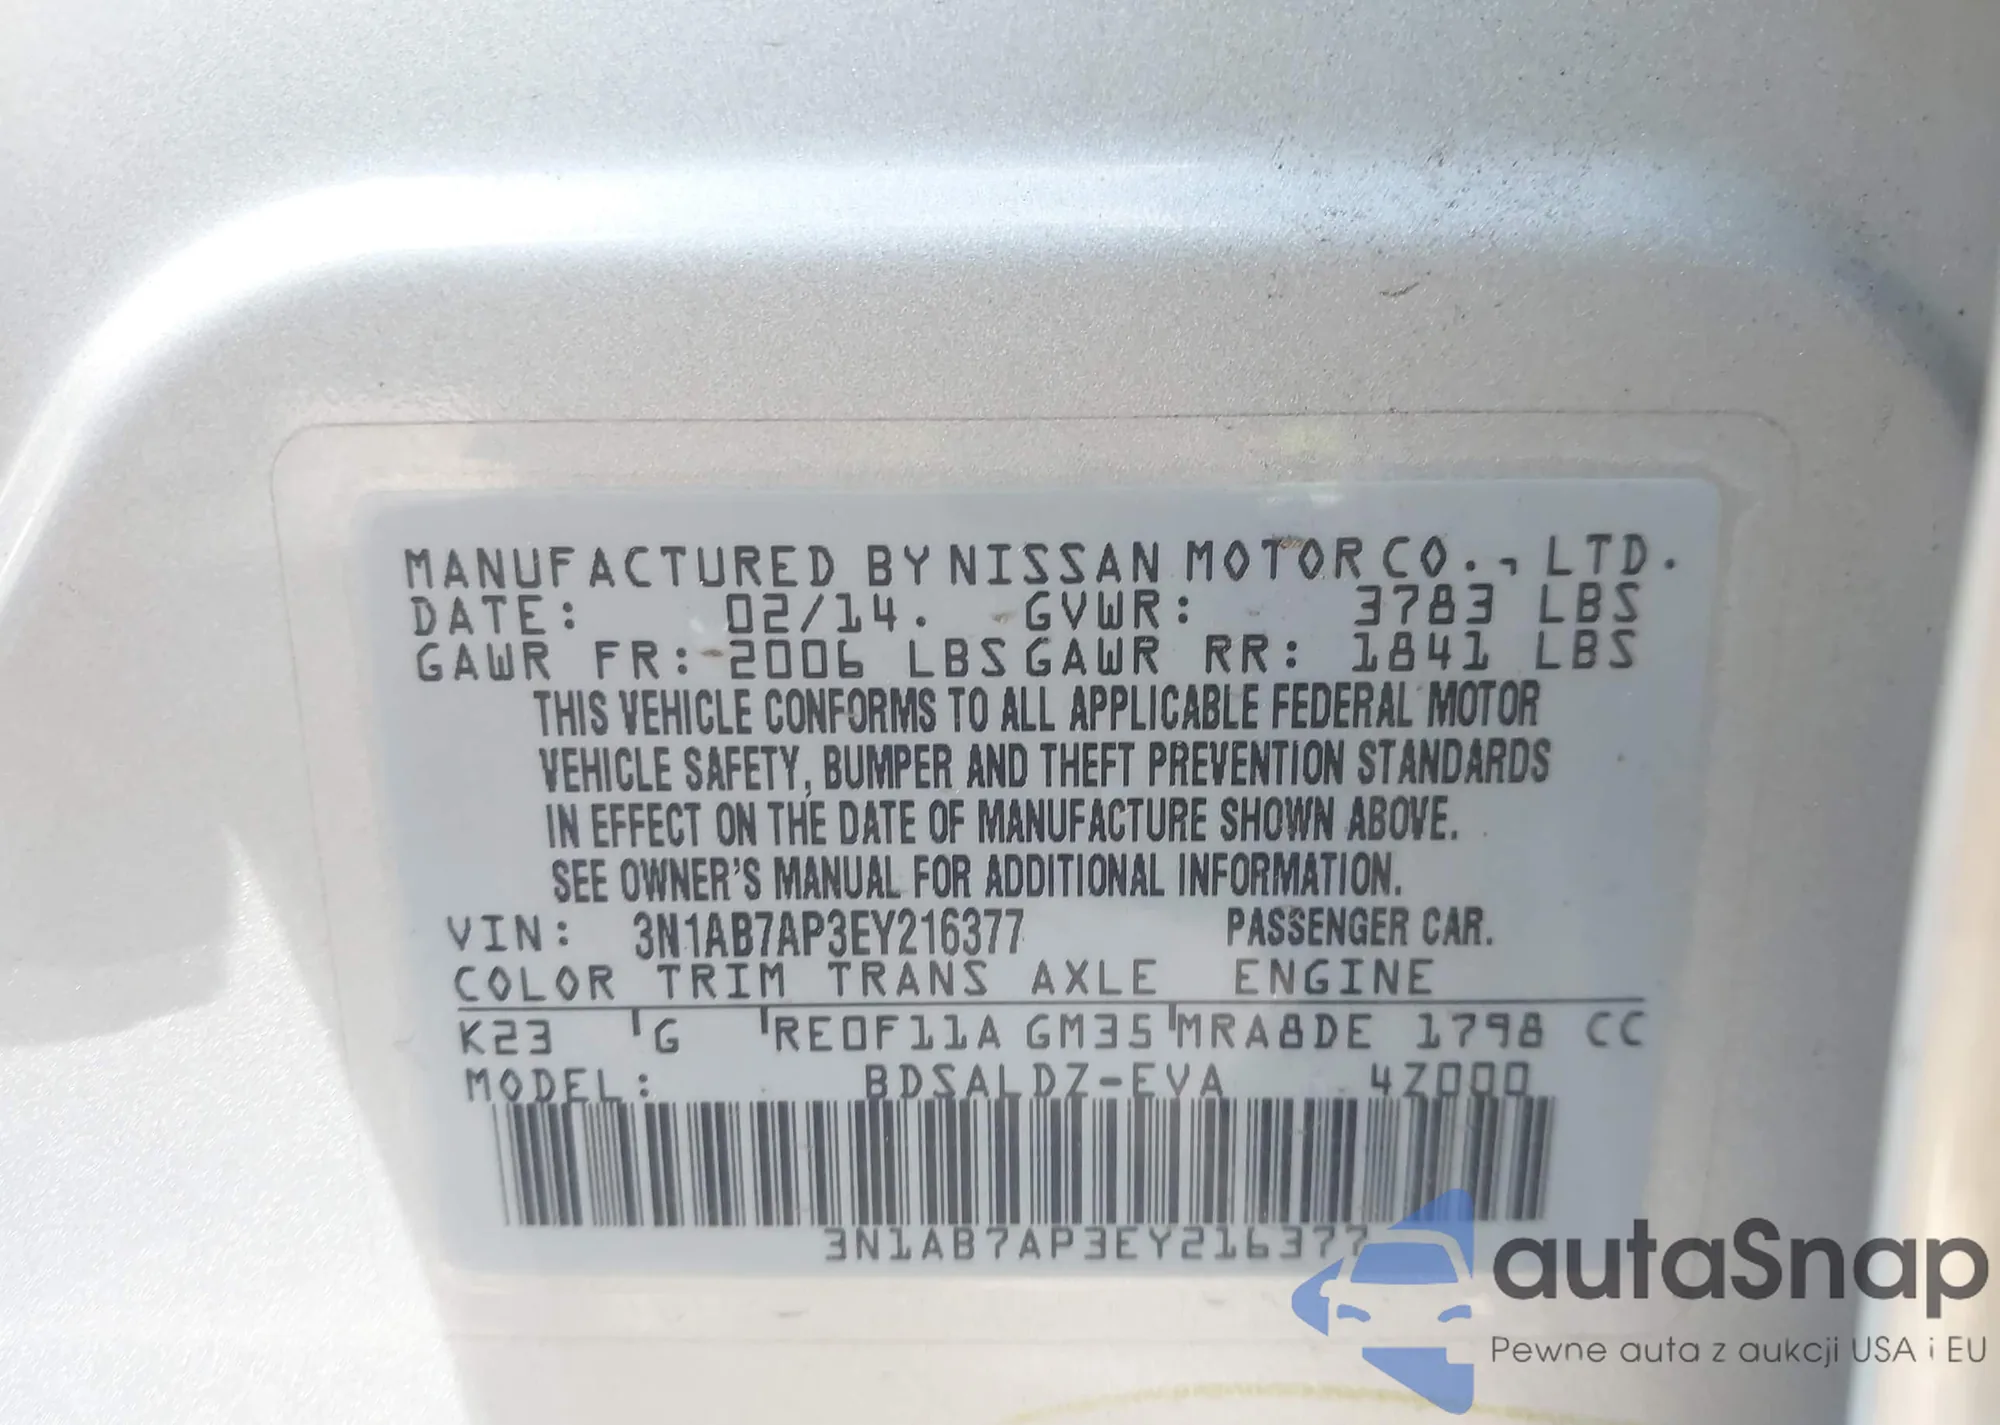 MANUFACTURED BY NISSAN MOTOR CO., LTD.
DATE: 02/14. GVWR: 3783 LBS
GAWR FR: 2006 LBS GAWR RR: 1841 LBS
THIS VEHICLE CONFORMS TO ALL APPLICABLE FEDERAL MOTOR
VEHICLE SAFETY, BUMPER AND THEFT PREVENTION STANDARDS
IN EFFECT ON THE DATE OF MANUFACTURE SHOWN ABOVE.
SEE OWNER'S MANUAL FOR ADDITIONAL INFORMATION.
VIN: 3N1AB7AP3EY216377 PASSENGER CAR.
COLOR TRIM TRANS AXLE ENGINE
K23 G RE0F11A GM35 MRA8DE 1798 CC
MODEL: BDSALDZ-EVA 4Z000
3N1AB7AP3EY216377
autaSnap
Pewne auta z aukcji USA i EU